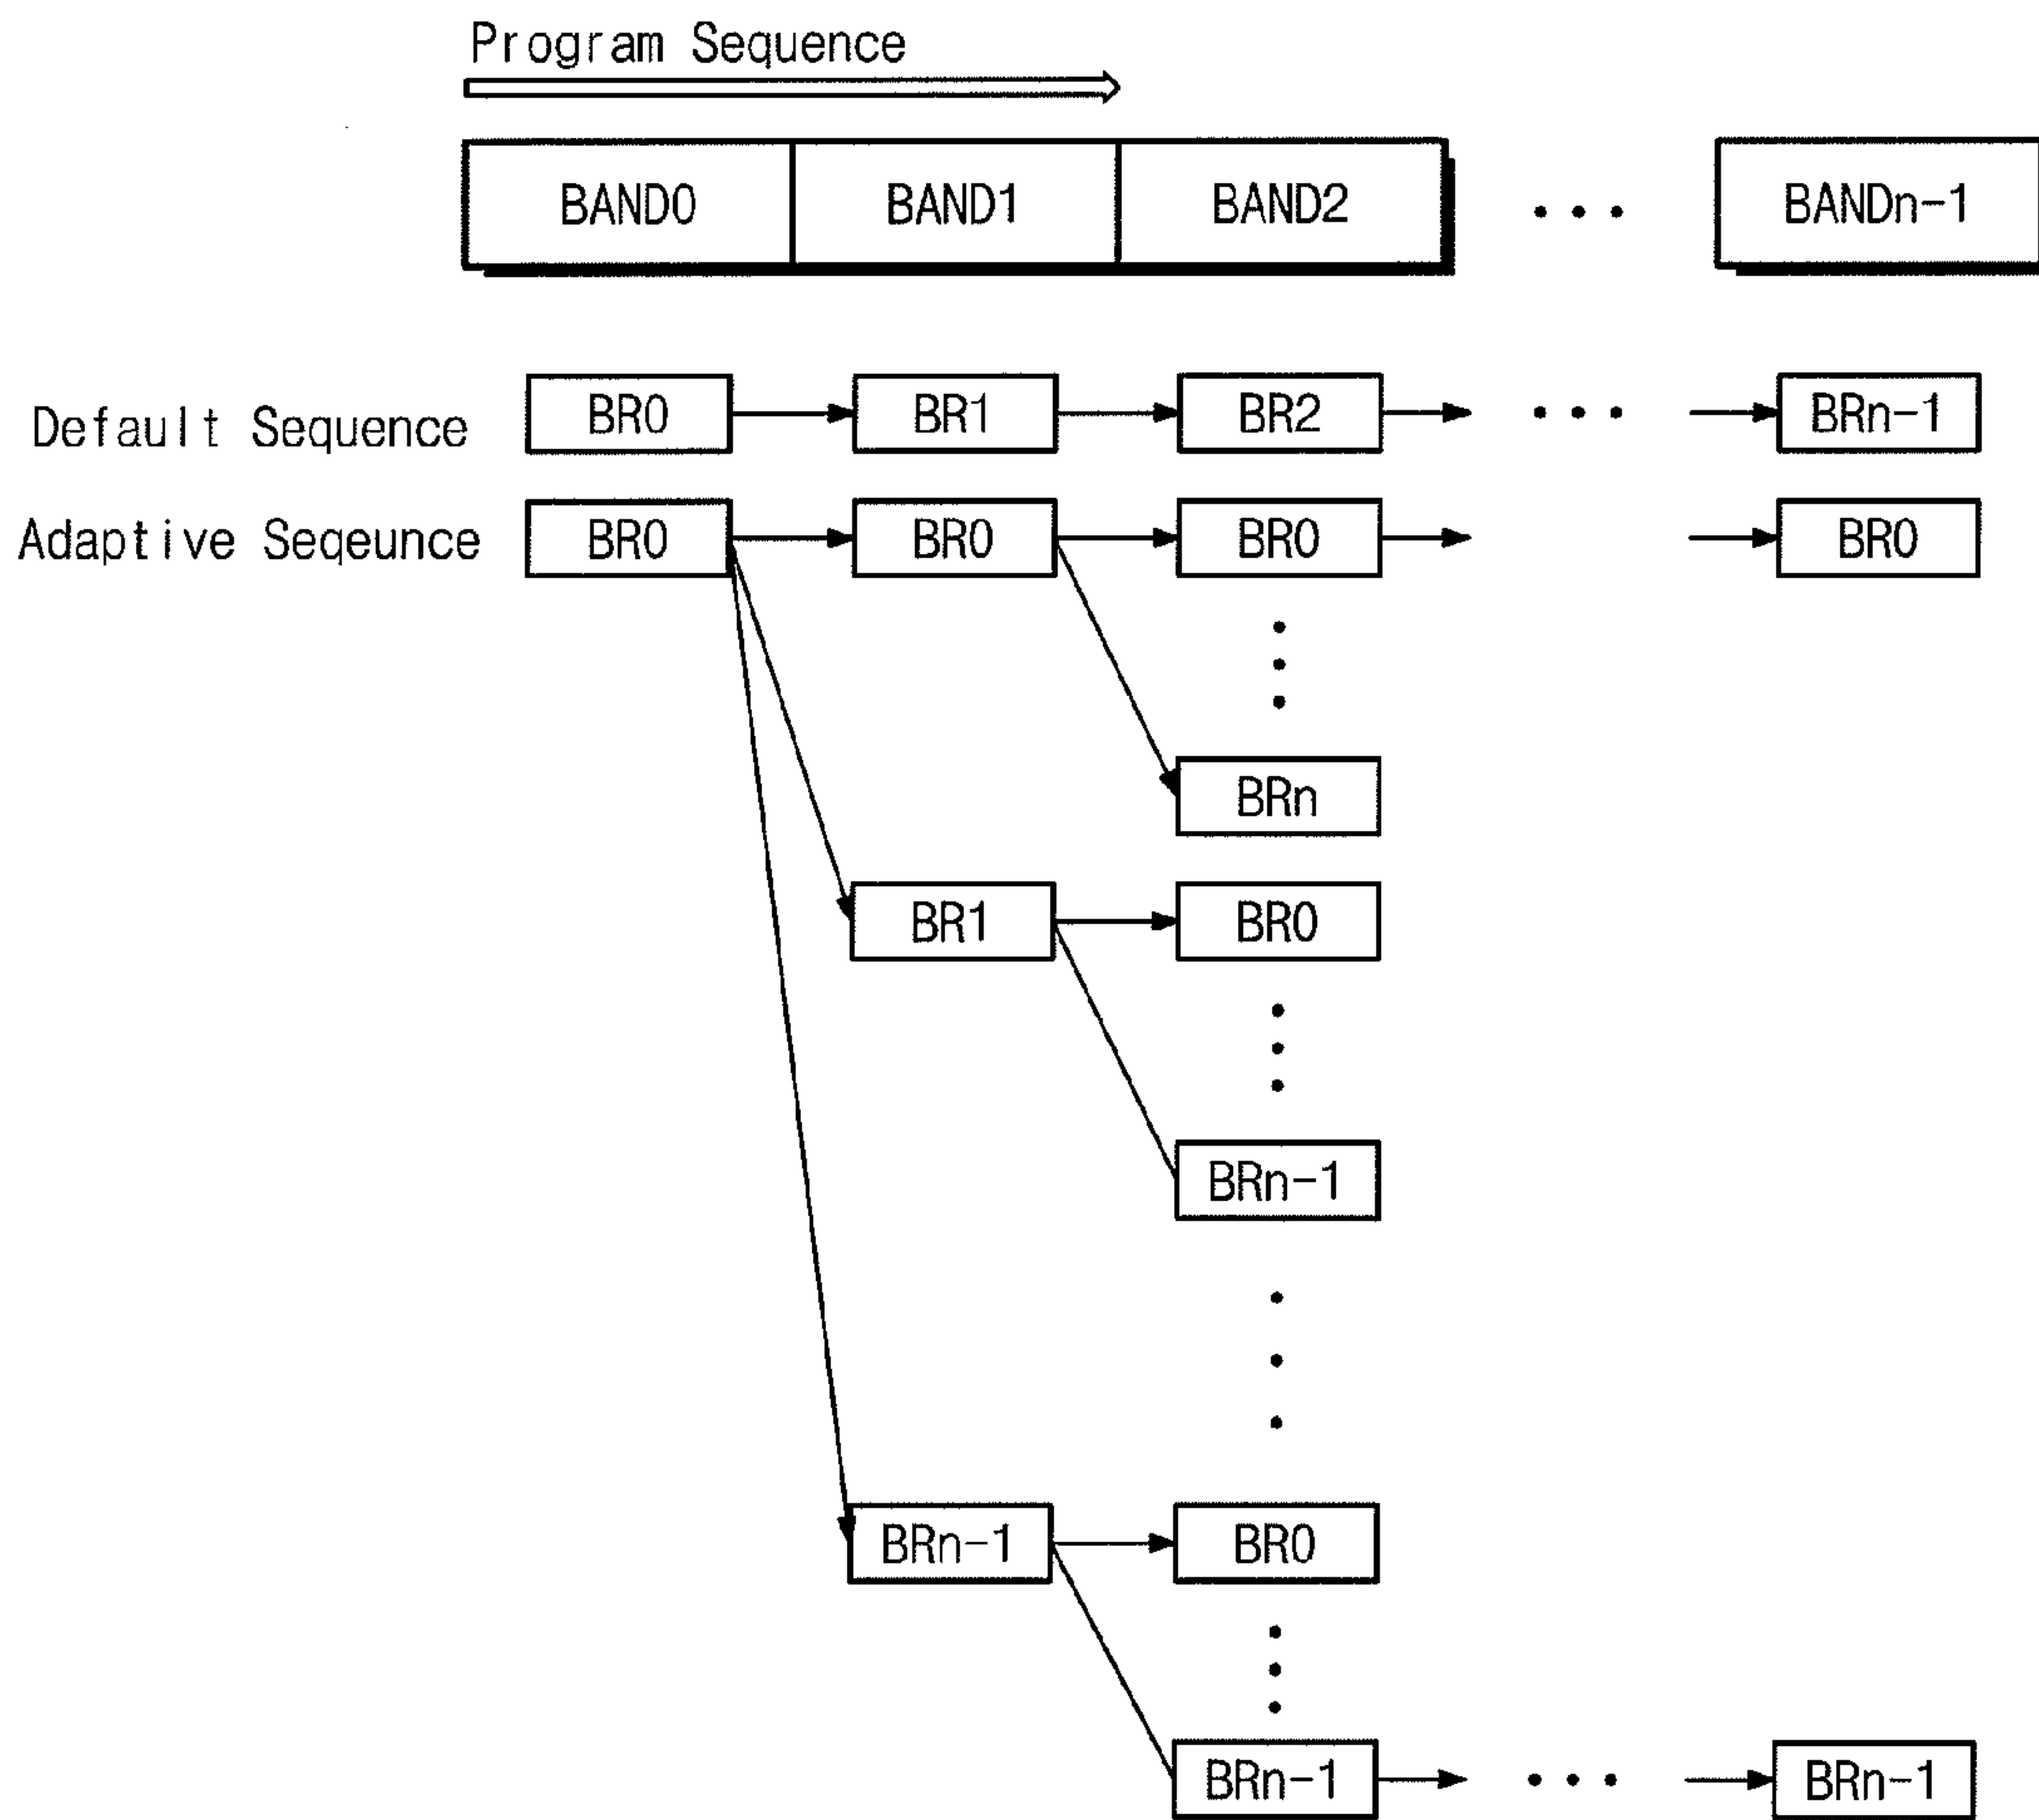 Program Sequence
BAND0 BAND1 BAND2 ... BANDn-1
Default Sequence BR0 BR1 BR2 ... BRn-1
Adaptive Seqeunce BR0 BR0 BR0 BR0
BRn
BR1 BR0
BRn-1
BRn-1 BR0
BRn-1 ... BRn-1